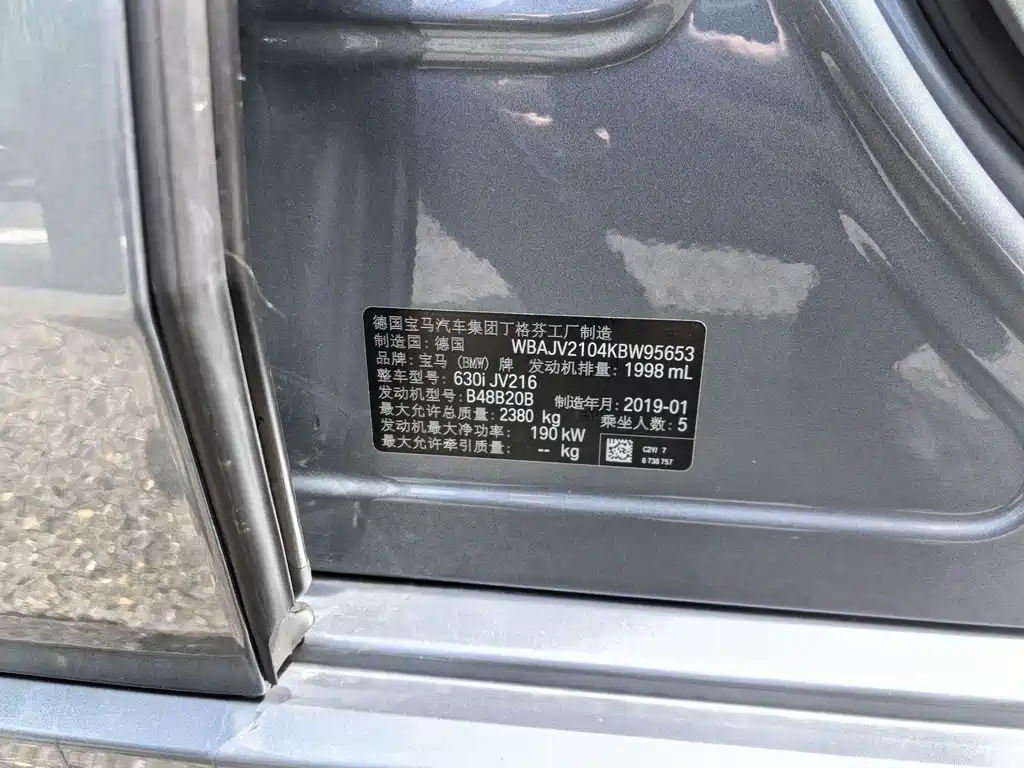 德国宝马汽车集团丁格芬工厂制造
制造国: 德国 WBAJV2104KBW95653
品牌: 宝马 (BMW) 牌 发动机排量: 1998 mL
整车型号: 630i JV216
发动机型号: B48B20B 制造年月: 2019-01
最大允许总质量: 2380 kg 乘坐人数: 5
发动机最大净功率: 190 kW
最大允许牵引质量: -- kg
C2Y/ 7
8 738 757